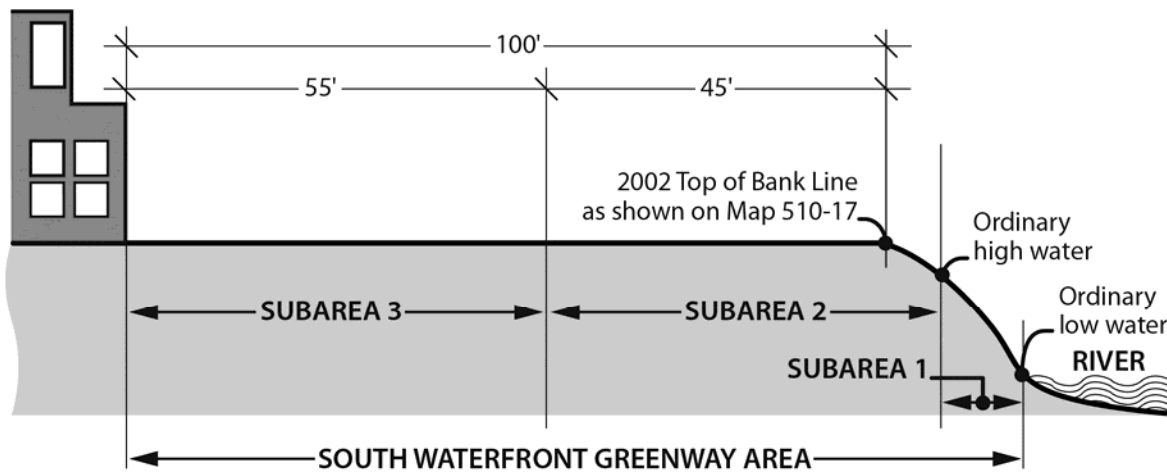 100'
55'
45'
2002 Top of Bank Line
as shown on Map 510-17
Ordinary
high water
Ordinary
low water
RIVER
SUBAREA 3
SUBAREA 2
SUBAREA 1
SOUTH WATERFRONT GREENWAY AREA